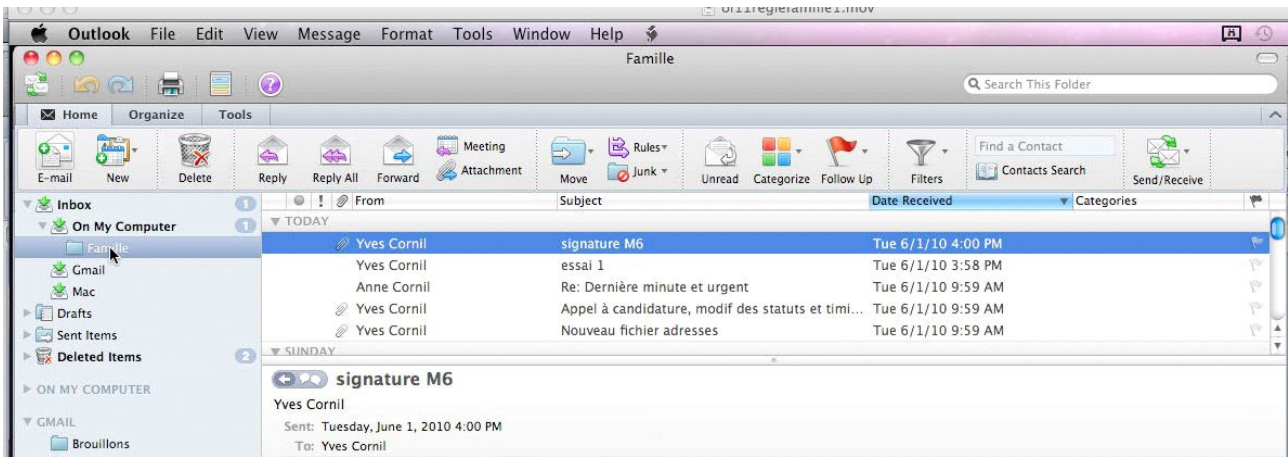 of11reglefamille1.mov
Outlook File Edit View Message Format Tools Window Help
Famille
Search This Folder
Home Organize Tools
E-mail New Delete Reply Reply All Forward Meeting Attachment Move Rules Junk Unread Categorize Follow Up Filters Find a Contact Contacts Search Send/Receive
Inbox 1
On My Computer 1
Famille
Gmail
Mac
Drafts
Sent Items
Deleted Items 2
ON MY COMPUTER
GMAIL
Brouillons
! From Subject Date Received Categories
TODAY
Yves Cornil signature M6 Tue 6/1/10 4:00 PM
Yves Cornil essai 1 Tue 6/1/10 3:58 PM
Anne Cornil Re: Dernière minute et urgent Tue 6/1/10 9:59 AM
Yves Cornil Appel à candidature, modif des statuts et timi... Tue 6/1/10 9:59 AM
Yves Cornil Nouveau fichier adresses Tue 6/1/10 9:59 AM
SUNDAY
signature M6
Yves Cornil
Sent: Tuesday, June 1, 2010 4:00 PM
To: Yves Cornil